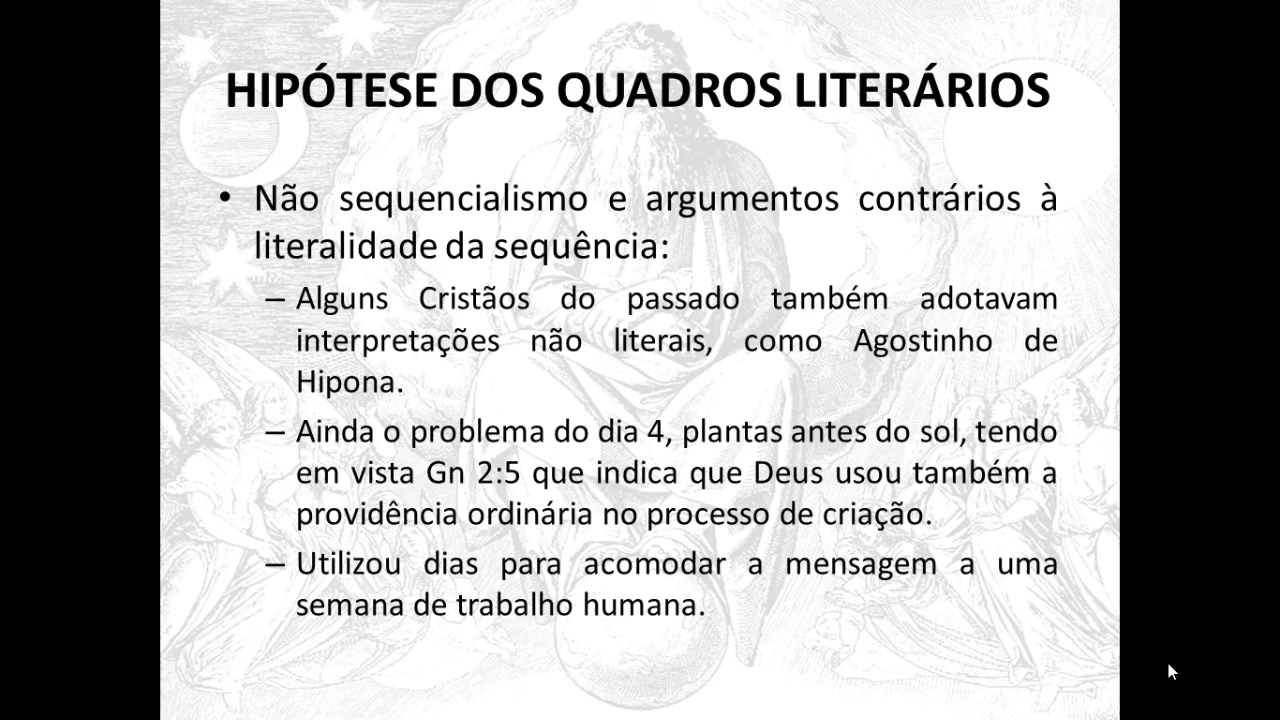 HIPÓTESE DOS QUADROS LITERÁRIOS
• Não sequencialismo e argumentos contrários à
literalidade da sequência:
– Alguns Cristãos do passado também adotavam
interpretações não literais, como Agostinho de
Hipona.
– Ainda o problema do dia 4, plantas antes do sol, tendo
em vista Gn 2:5 que indica que Deus usou também a
providência ordinária no processo de criação.
– Utilizou dias para acomodar a mensagem a uma
semana de trabalho humana.